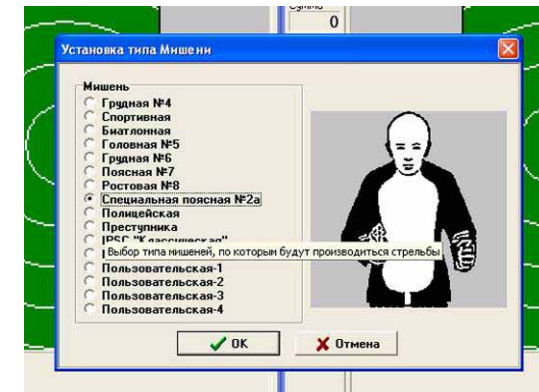 Сумма
0
Установка типа Мишени
Мишень
Грудная №4
Спортивная
Биатлонная
Головная №5
Грудная №6
Поясная №7
Ростовая №8
Специальная поясная №2а
Полицейская
Преступника
IPSC "Классическая"
Выбор типа мишеней, по которым будут производиться стрельбы
Пользовательская-1
Пользовательская-2
Пользовательская-3
Пользовательская-4
OK
Отмена